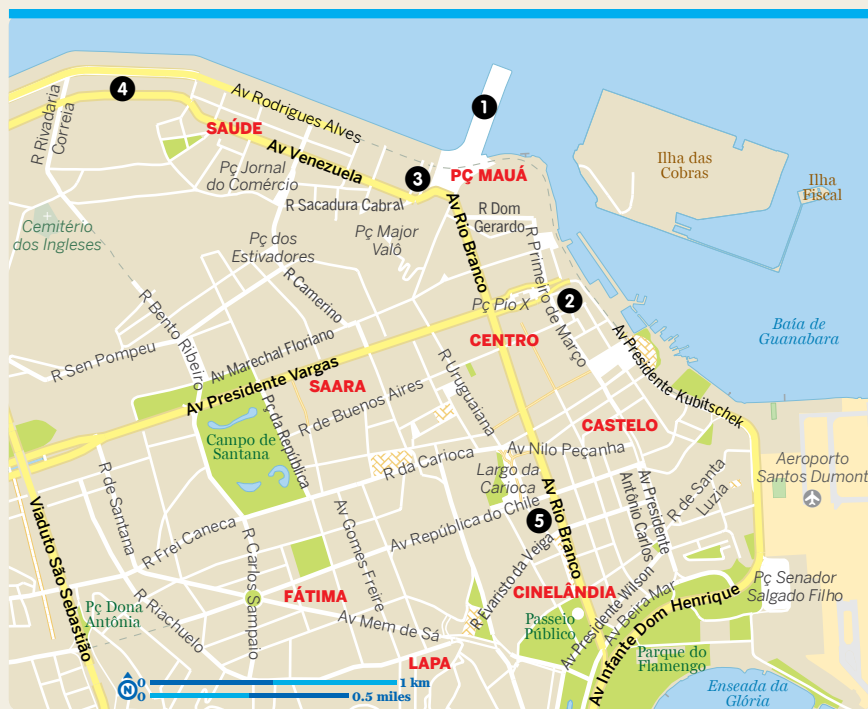 1
4
Av Rodrigues Alves
R Rivadaria
Correia
SAÚDE
Av Venezuela
Pç Jornal
do Comércio
3
PÇ MAUÁ
Ilha das
Cobras
Ilha
Fiscal
R Sacadura Cabral
Av Rio Branco
R Dom
Gerardo
Cemitério
dos Ingleses
Pç dos
Estivadores
Pç Major
Valô
R Primeiro de Março
R Camerino
Pç Pio X
2
Baía de
Guanabara
R Bento Ribeiro
Av Marechal Floriano
CENTRO
Av Presidente Kubitschek
R Sen Pompeu
Av Presidente Vargas
SAARA
R Uruguaiana
R de Buenos Aires
Pç da República
CASTELO
Campo de
Santana
R da Carioca
Av Nilo Peçanha
Largo da
Carioca
Aeroporto
Santos Dumont
R de Santana
Av Presidente
Antônio Carlos
R de Santa
Luzia
Viaduto São Sebastião
Av Gomes Freire
Av República do Chile
5
Av Rio Branco
R Frei Caneca
R Carlos Sampaio
R Evaristo da Veiga
FÁTIMA
CINELÂNDIA
Pç Senador
Salgado Filho
Pç Dona
Antônia
R Riachuelo
Av Mem de Sá
Passeio
Público
Av Presidente Wilson
Av Beira Mar
Av Infante Dom Henrique
LAPA
Parque do
Flamengo
Enseada da
Glória
N
0
1 km
0
0.5 miles